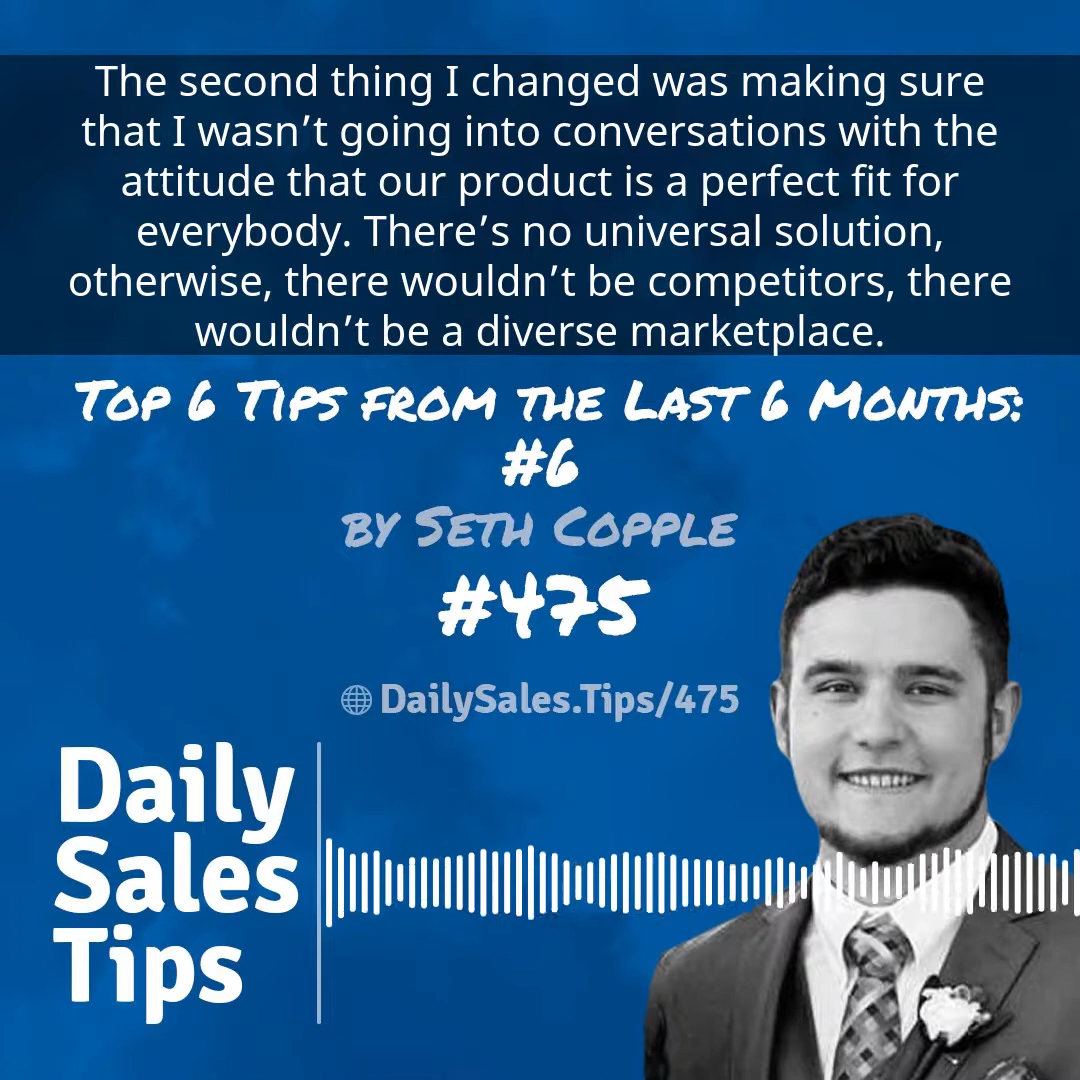 The second thing I changed was making sure
that I wasn’t going into conversations with the
attitude that our product is a perfect fit for
everybody. There’s no universal solution,
otherwise, there wouldn’t be competitors, there
wouldn’t be a diverse marketplace.
Top 6 Tips from the Last 6 Months:
#6
by Seth Copple
#475
DailySales.Tips/475
Daily
Sales
Tips